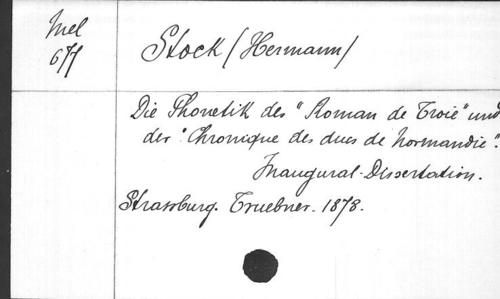 Mel
677
Stock (Hermann)
Die Phonetik des "Roman de Troie" und
der "Chronique des ducs de Normandie".
Inaugural-Dissertation.
Strassburg. Truebner. 1878.